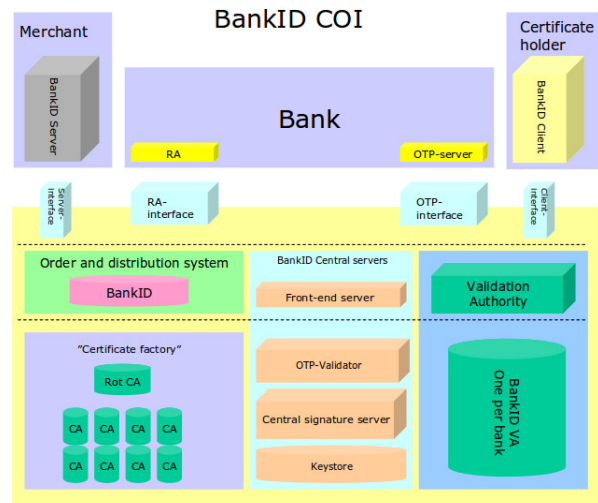 BankID COI
Merchant
BankID Server
Bank
RA
OTP-server
Certificate
holder
BankID Client
Server-
Interface
RA-
interface
OTP-
interface
Client-
Interface
Order and distribution system
BankID
BankID Central servers
Front-end server
Validation
Authority
"Certificate factory"
Rot CA
CA CA CA CA
CA CA CA CA
OTP-Validator
Central signature server
Keystore
BankID VA
One per bank